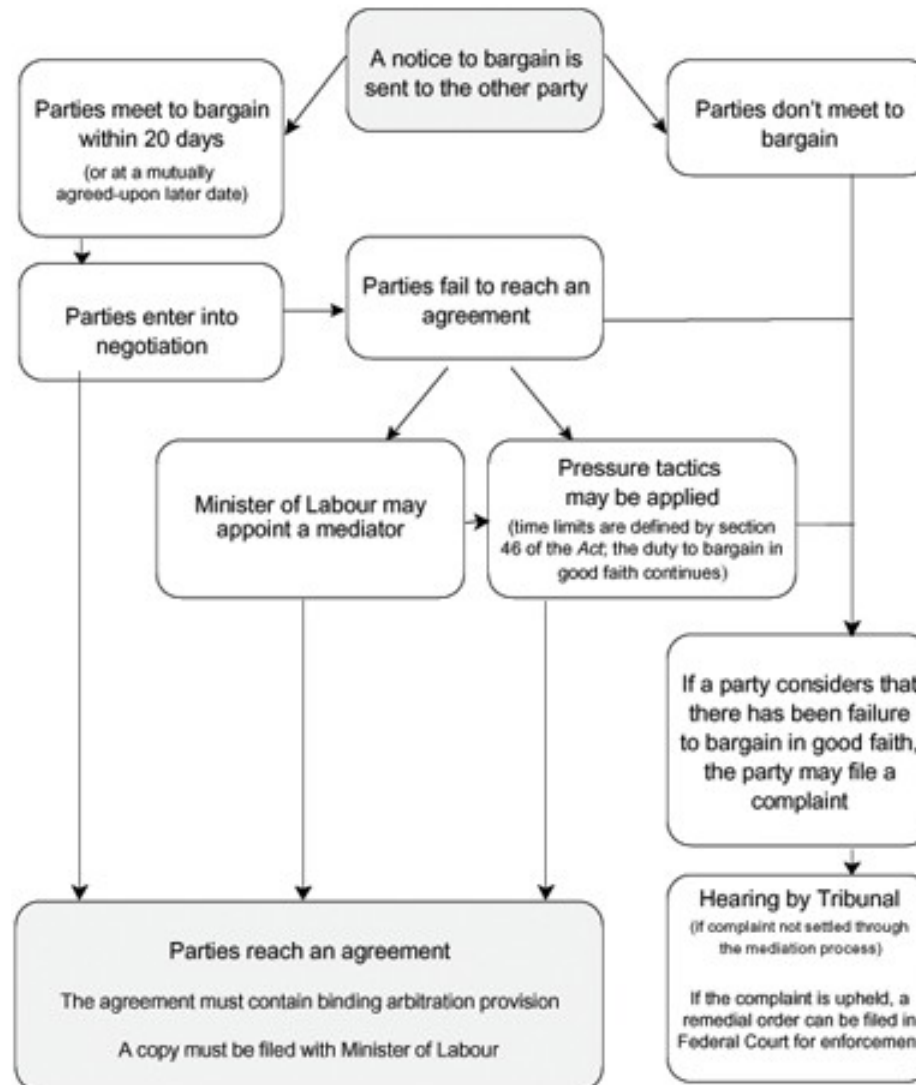 A notice to bargain is
sent to the other party
Parties meet to bargain
within 20 days
(or at a mutually
agreed-upon later date)
Parties don't meet to
bargain
Parties enter into
negotiation
Parties fail to reach an
agreement
Minister of Labour may
appoint a mediator
Pressure tactics
may be applied
(time limits are defined by section
46 of the Act; the duty to bargain in
good faith continues)
If a party considers that
there has been failure
to bargain in good faith,
the party may file a
complaint
Hearing by Tribunal
(if complaint not settled through
the mediation process)
If the complaint is upheld, a
remedial order can be filed in
Federal Court for enforcemen
Parties reach an agreement
The agreement must contain binding arbitration provision
A copy must be filed with Minister of Labour